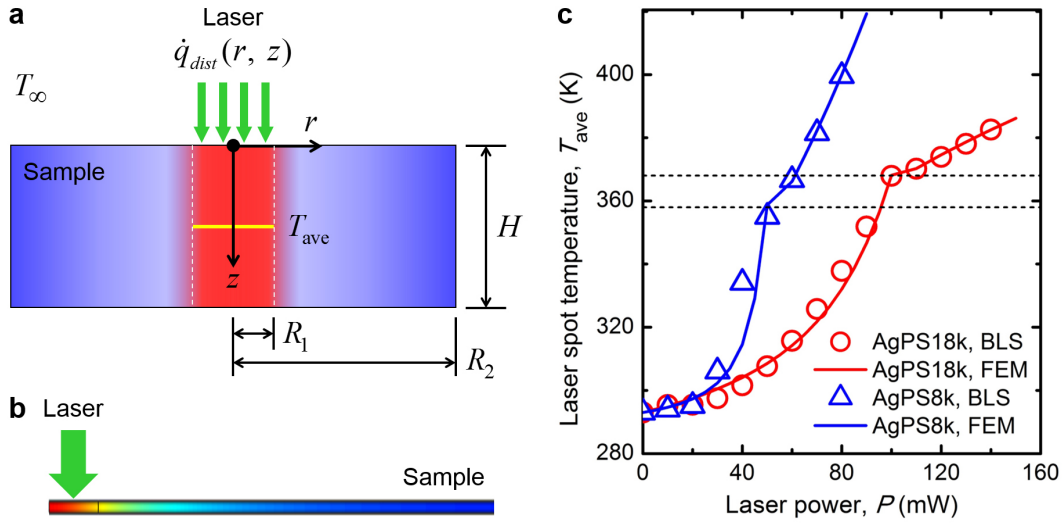 a
Laser
q̇dist(r, z)
T∞
r
Sample
Tave
H
z
R1
R2
b
Laser
Sample
c
Laser spot temperature, Tave (K)
400
360
320
280
AgPS18k, BLS
AgPS18k, FEM
AgPS8k, BLS
AgPS8k, FEM
0 40 80 120 160
Laser power, P (mW)